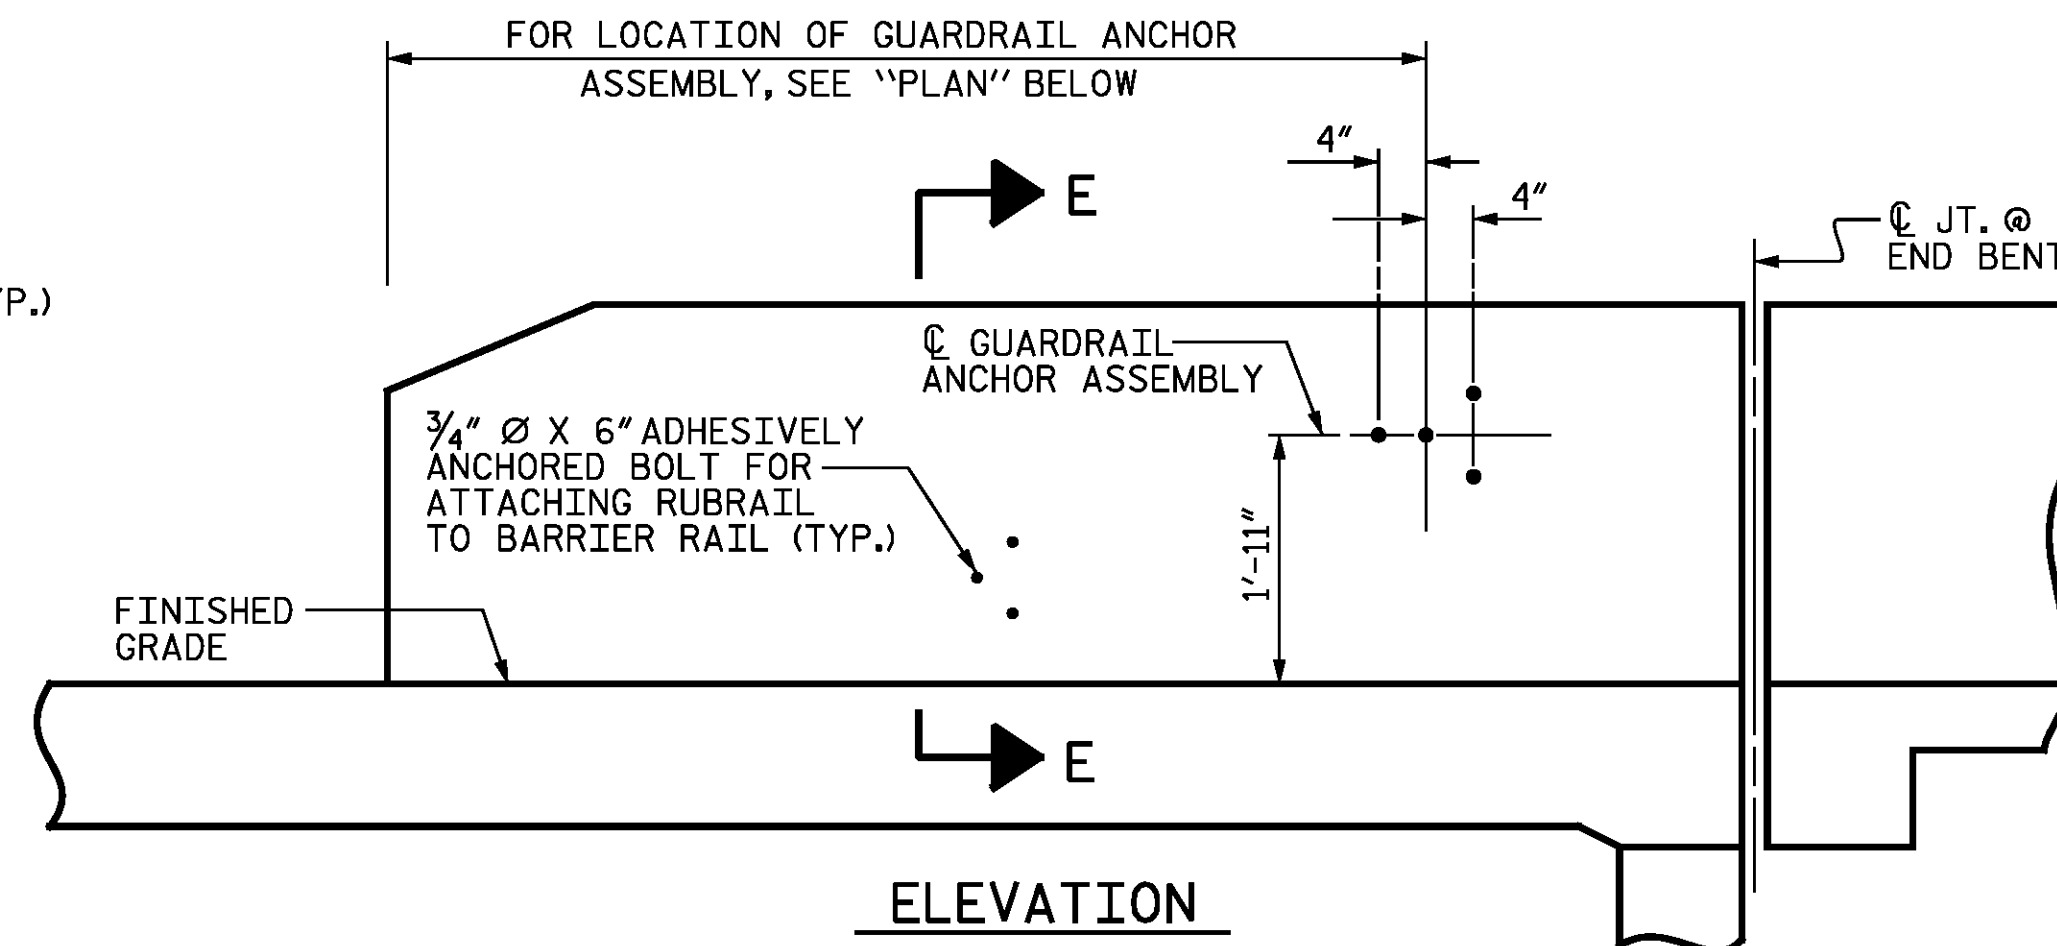 FOR LOCATION OF GUARDRAIL ANCHOR
ASSEMBLY, SEE "PLAN" BELOW
4"
E
4"
℄ JT. @
END BENT
YP.)
℄ GUARDRAIL
ANCHOR ASSEMBLY
3/4" Ø X 6" ADHESIVELY
ANCHORED BOLT FOR
ATTACHING RUBRAIL
TO BARRIER RAIL (TYP.)
1'-11"
FINISHED
GRADE
E
ELEVATION